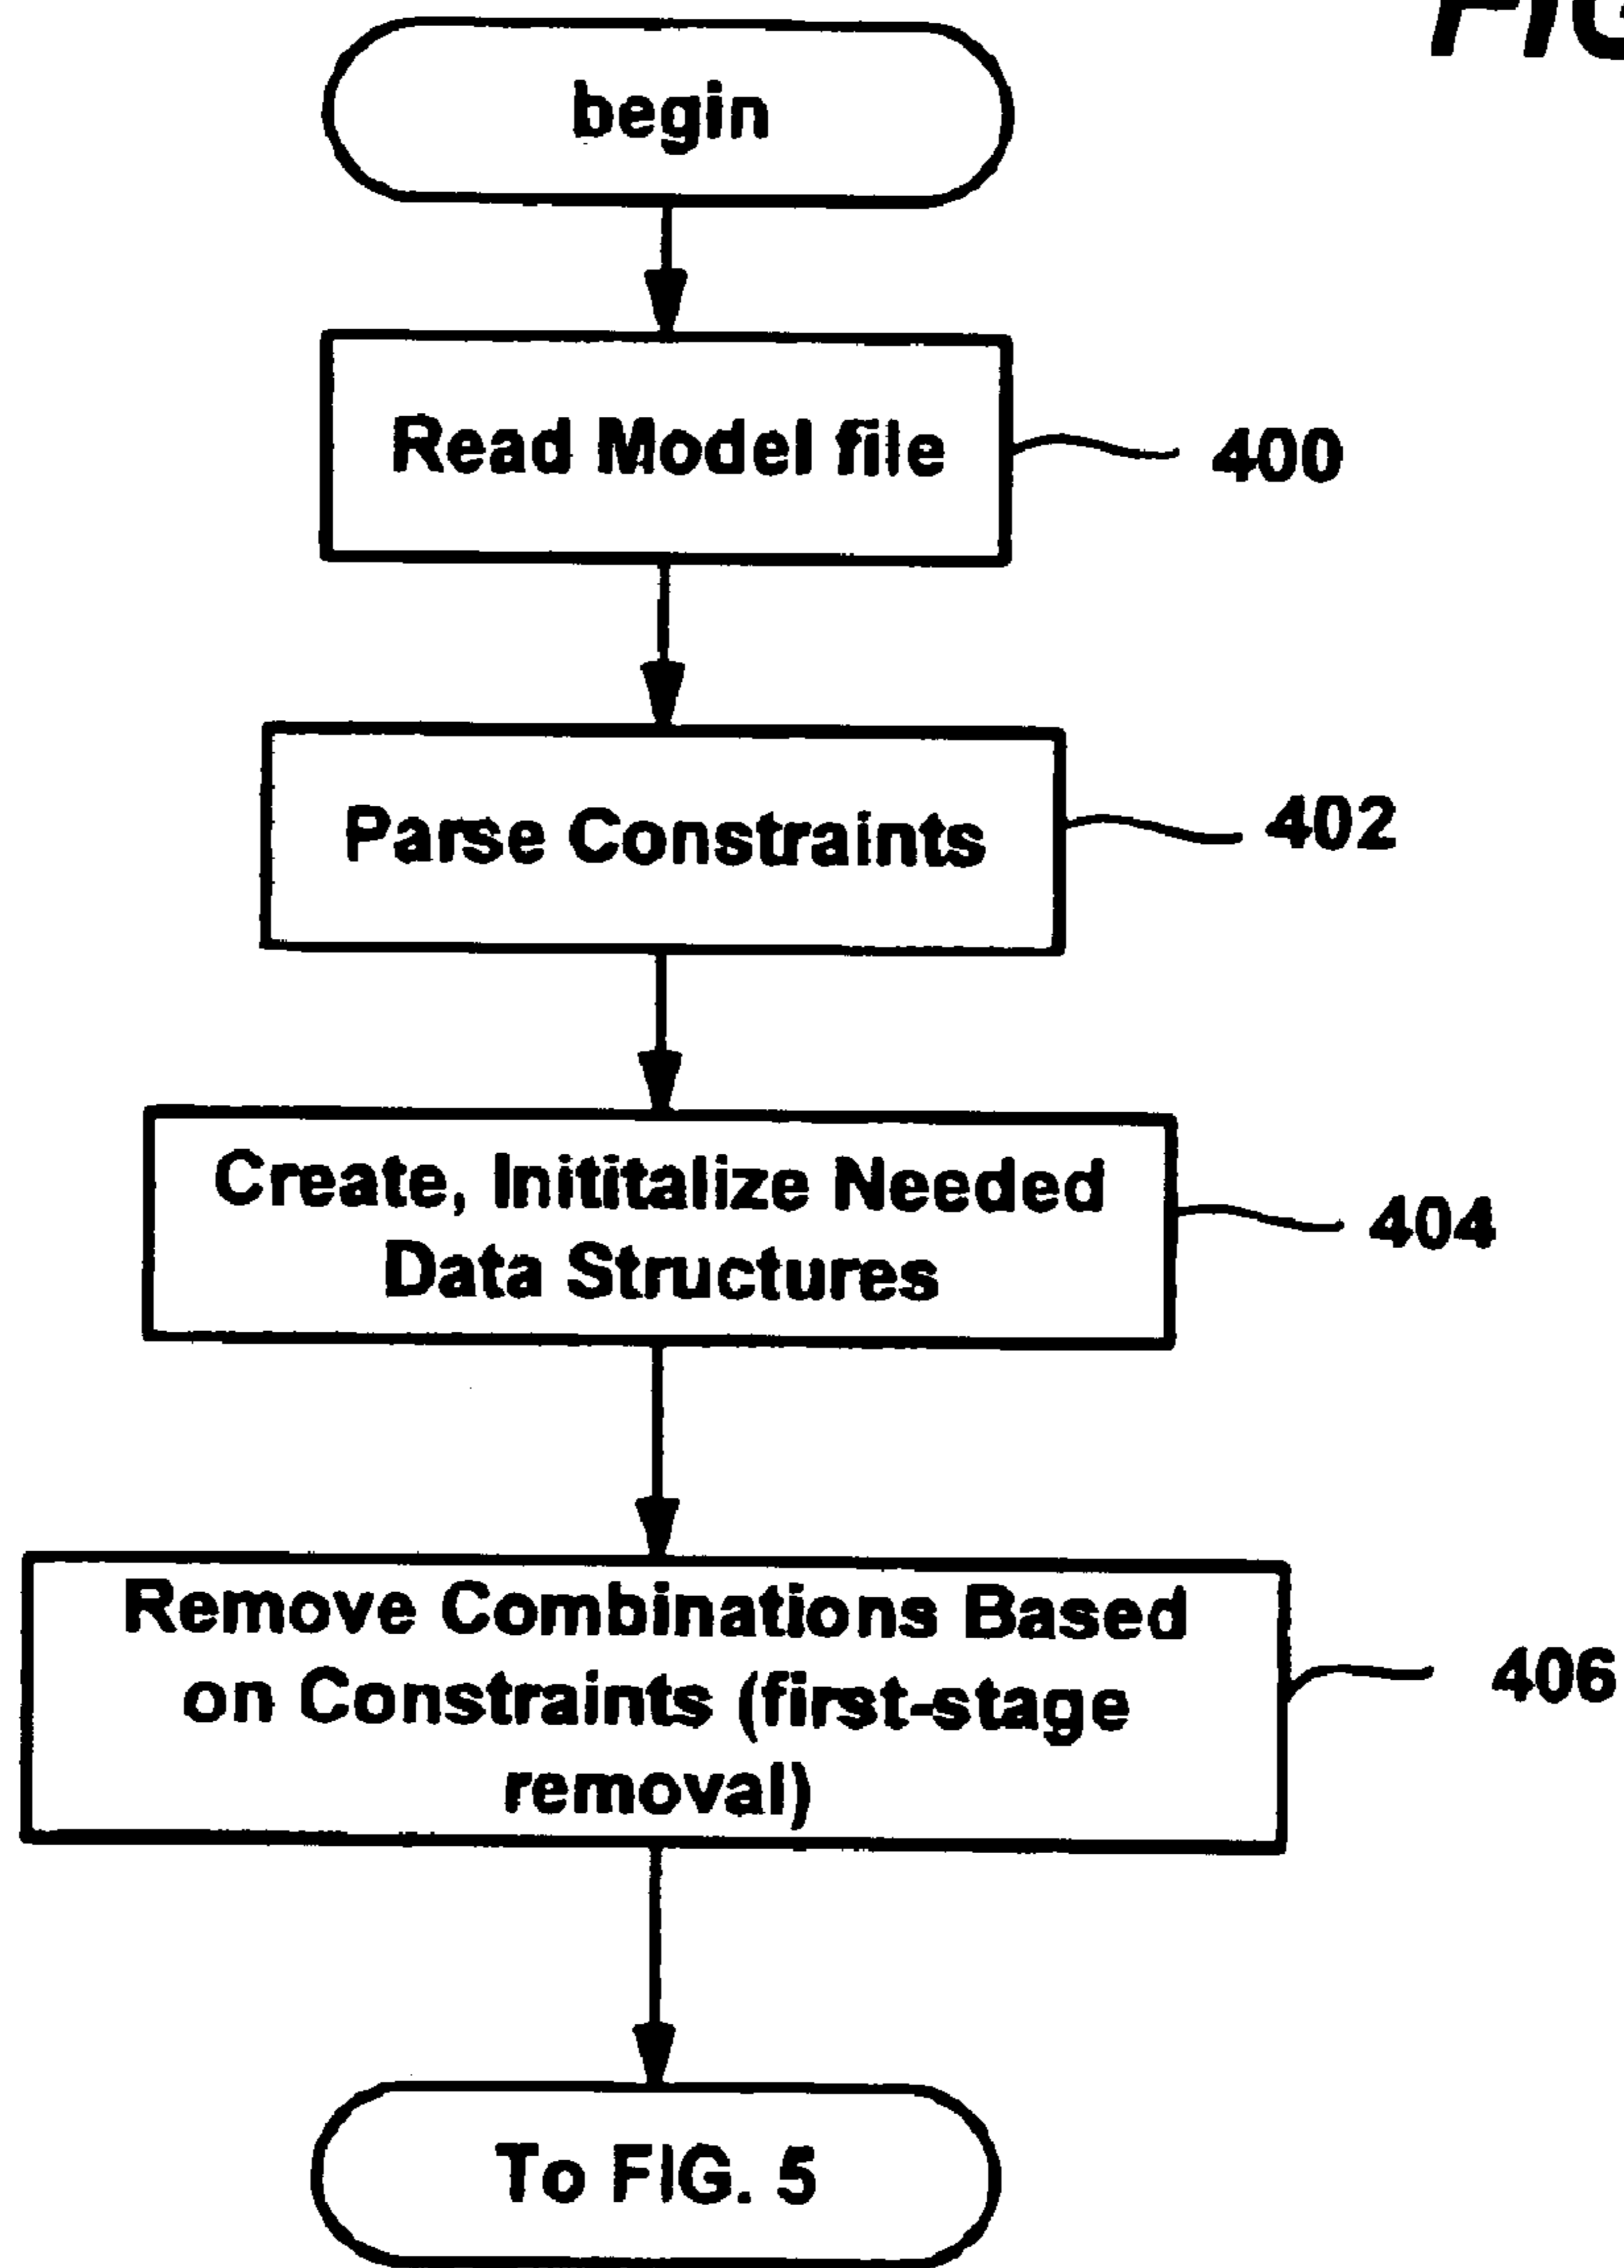 begin
Read Model file
400
Parse Constraints
402
Create, Inititalize Needed
Data Structures
404
Remove Combinations Based
on Constraints (first-stage
removal)
406
To FIG. 5